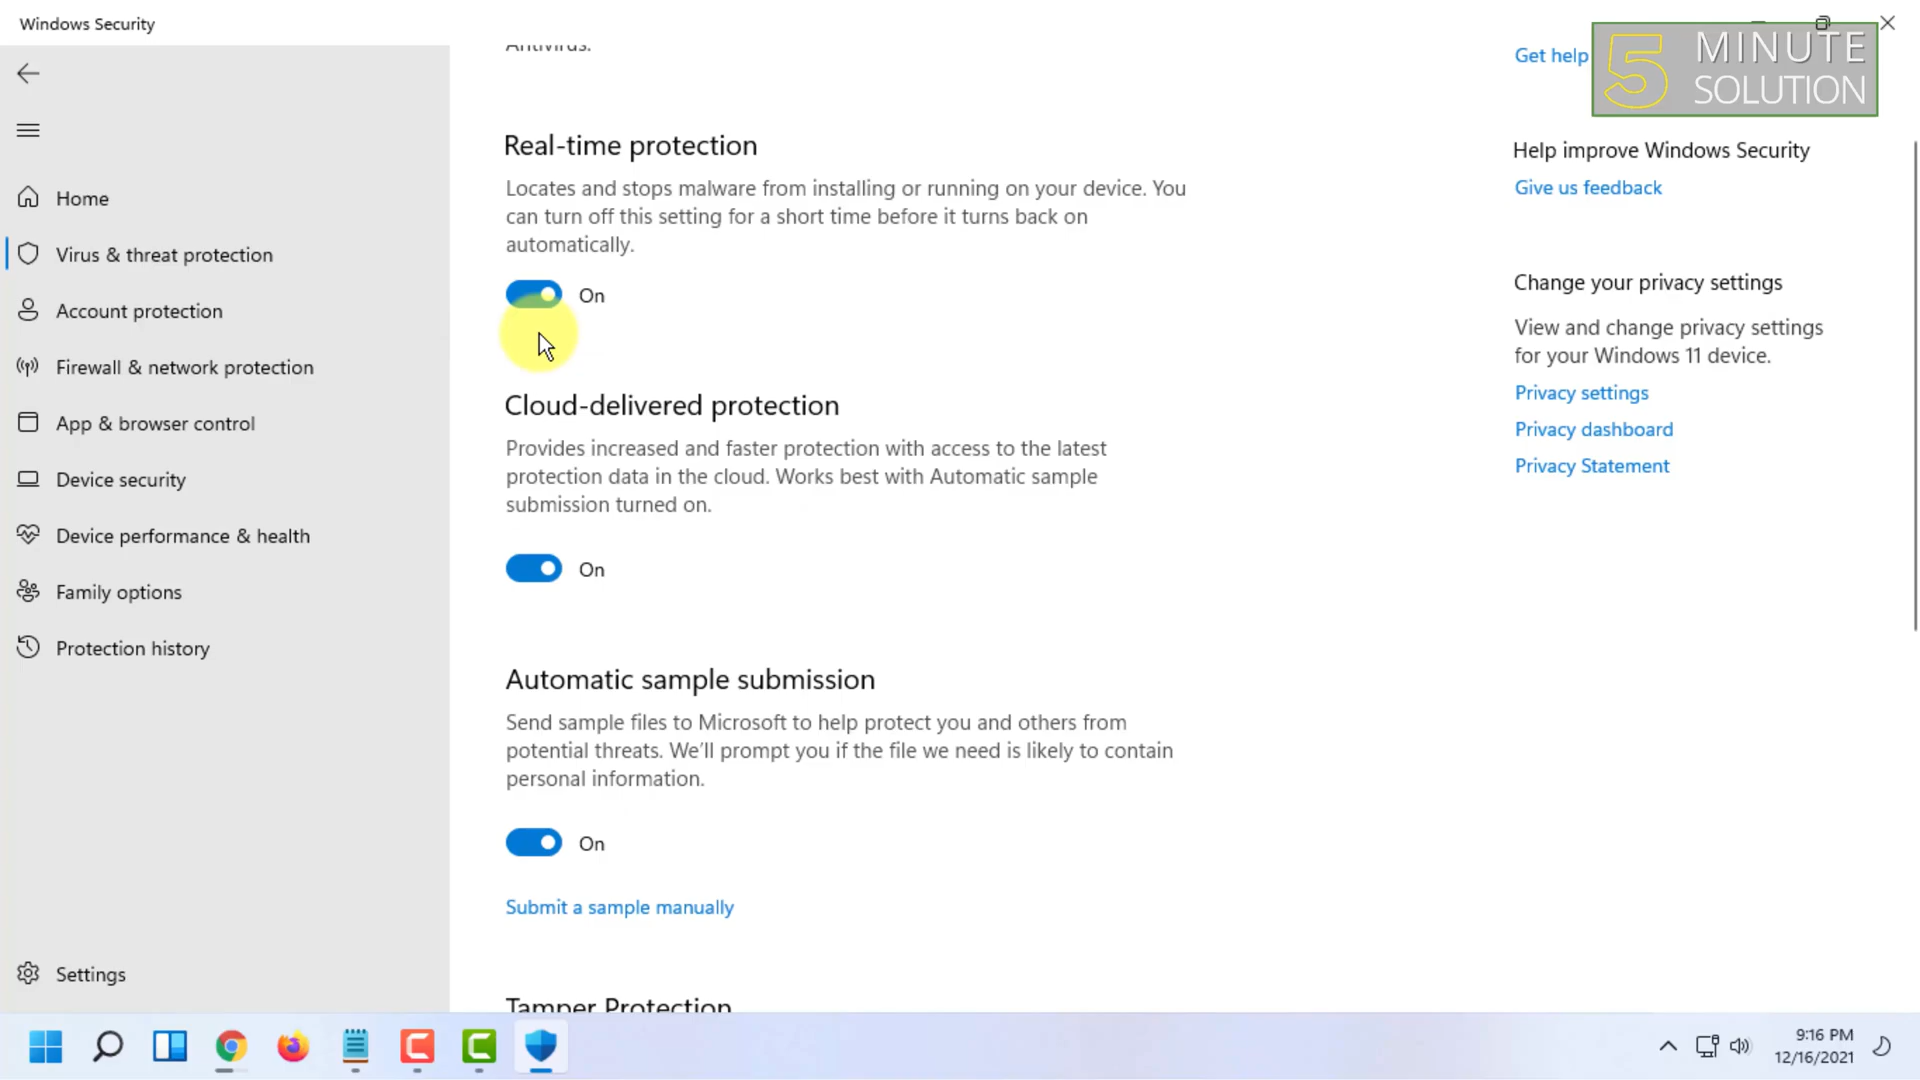 Windows Security
Antivirus.
Get help
5 MINUTE
SOLUTION
Home
Virus & threat protection
Account protection
Firewall & network protection
App & browser control
Device security
Device performance & health
Family options
Protection history
Settings
Real-time protection
Locates and stops malware from installing or running on your device. You
can turn off this setting for a short time before it turns back on
automatically.
On
Cloud-delivered protection
Provides increased and faster protection with access to the latest
protection data in the cloud. Works best with Automatic sample
submission turned on.
On
Automatic sample submission
Send sample files to Microsoft to help protect you and others from
potential threats. We'll prompt you if the file we need is likely to contain
personal information.
On
Submit a sample manually
Tamper Protection
Help improve Windows Security
Give us feedback
Change your privacy settings
View and change privacy settings
for your Windows 11 device.
Privacy settings
Privacy dashboard
Privacy Statement
9:16 PM
12/16/2021